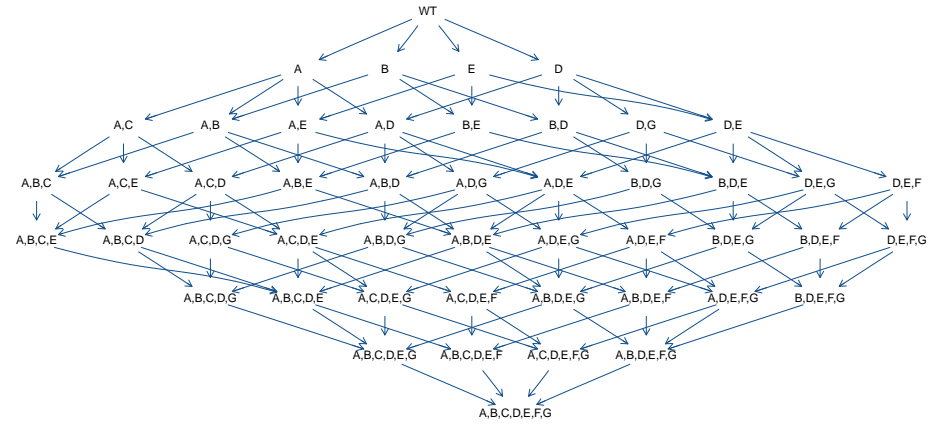 WT
A B E D
A,C A,B A,E A,D B,E B,D D,G D,E
A,B,C A,C,E A,C,D A,B,E A,B,D A,D,G A,D,E B,D,G B,D,E D,E,G D,E,F
A,B,C,E A,B,C,D A,C,D,G A,C,D,E A,B,D,G A,B,D,E A,D,E,G A,D,E,F B,D,E,G B,D,E,F D,E,F,G
A,B,C,D,G A,B,C,D,E A,C,D,E,G A,C,D,E,F A,B,D,E,G A,B,D,E,F A,D,E,F,G B,D,E,F,G
A,B,C,D,E,G A,B,C,D,E,F A,C,D,E,F,G A,B,D,E,F,G
A,B,C,D,E,F,G